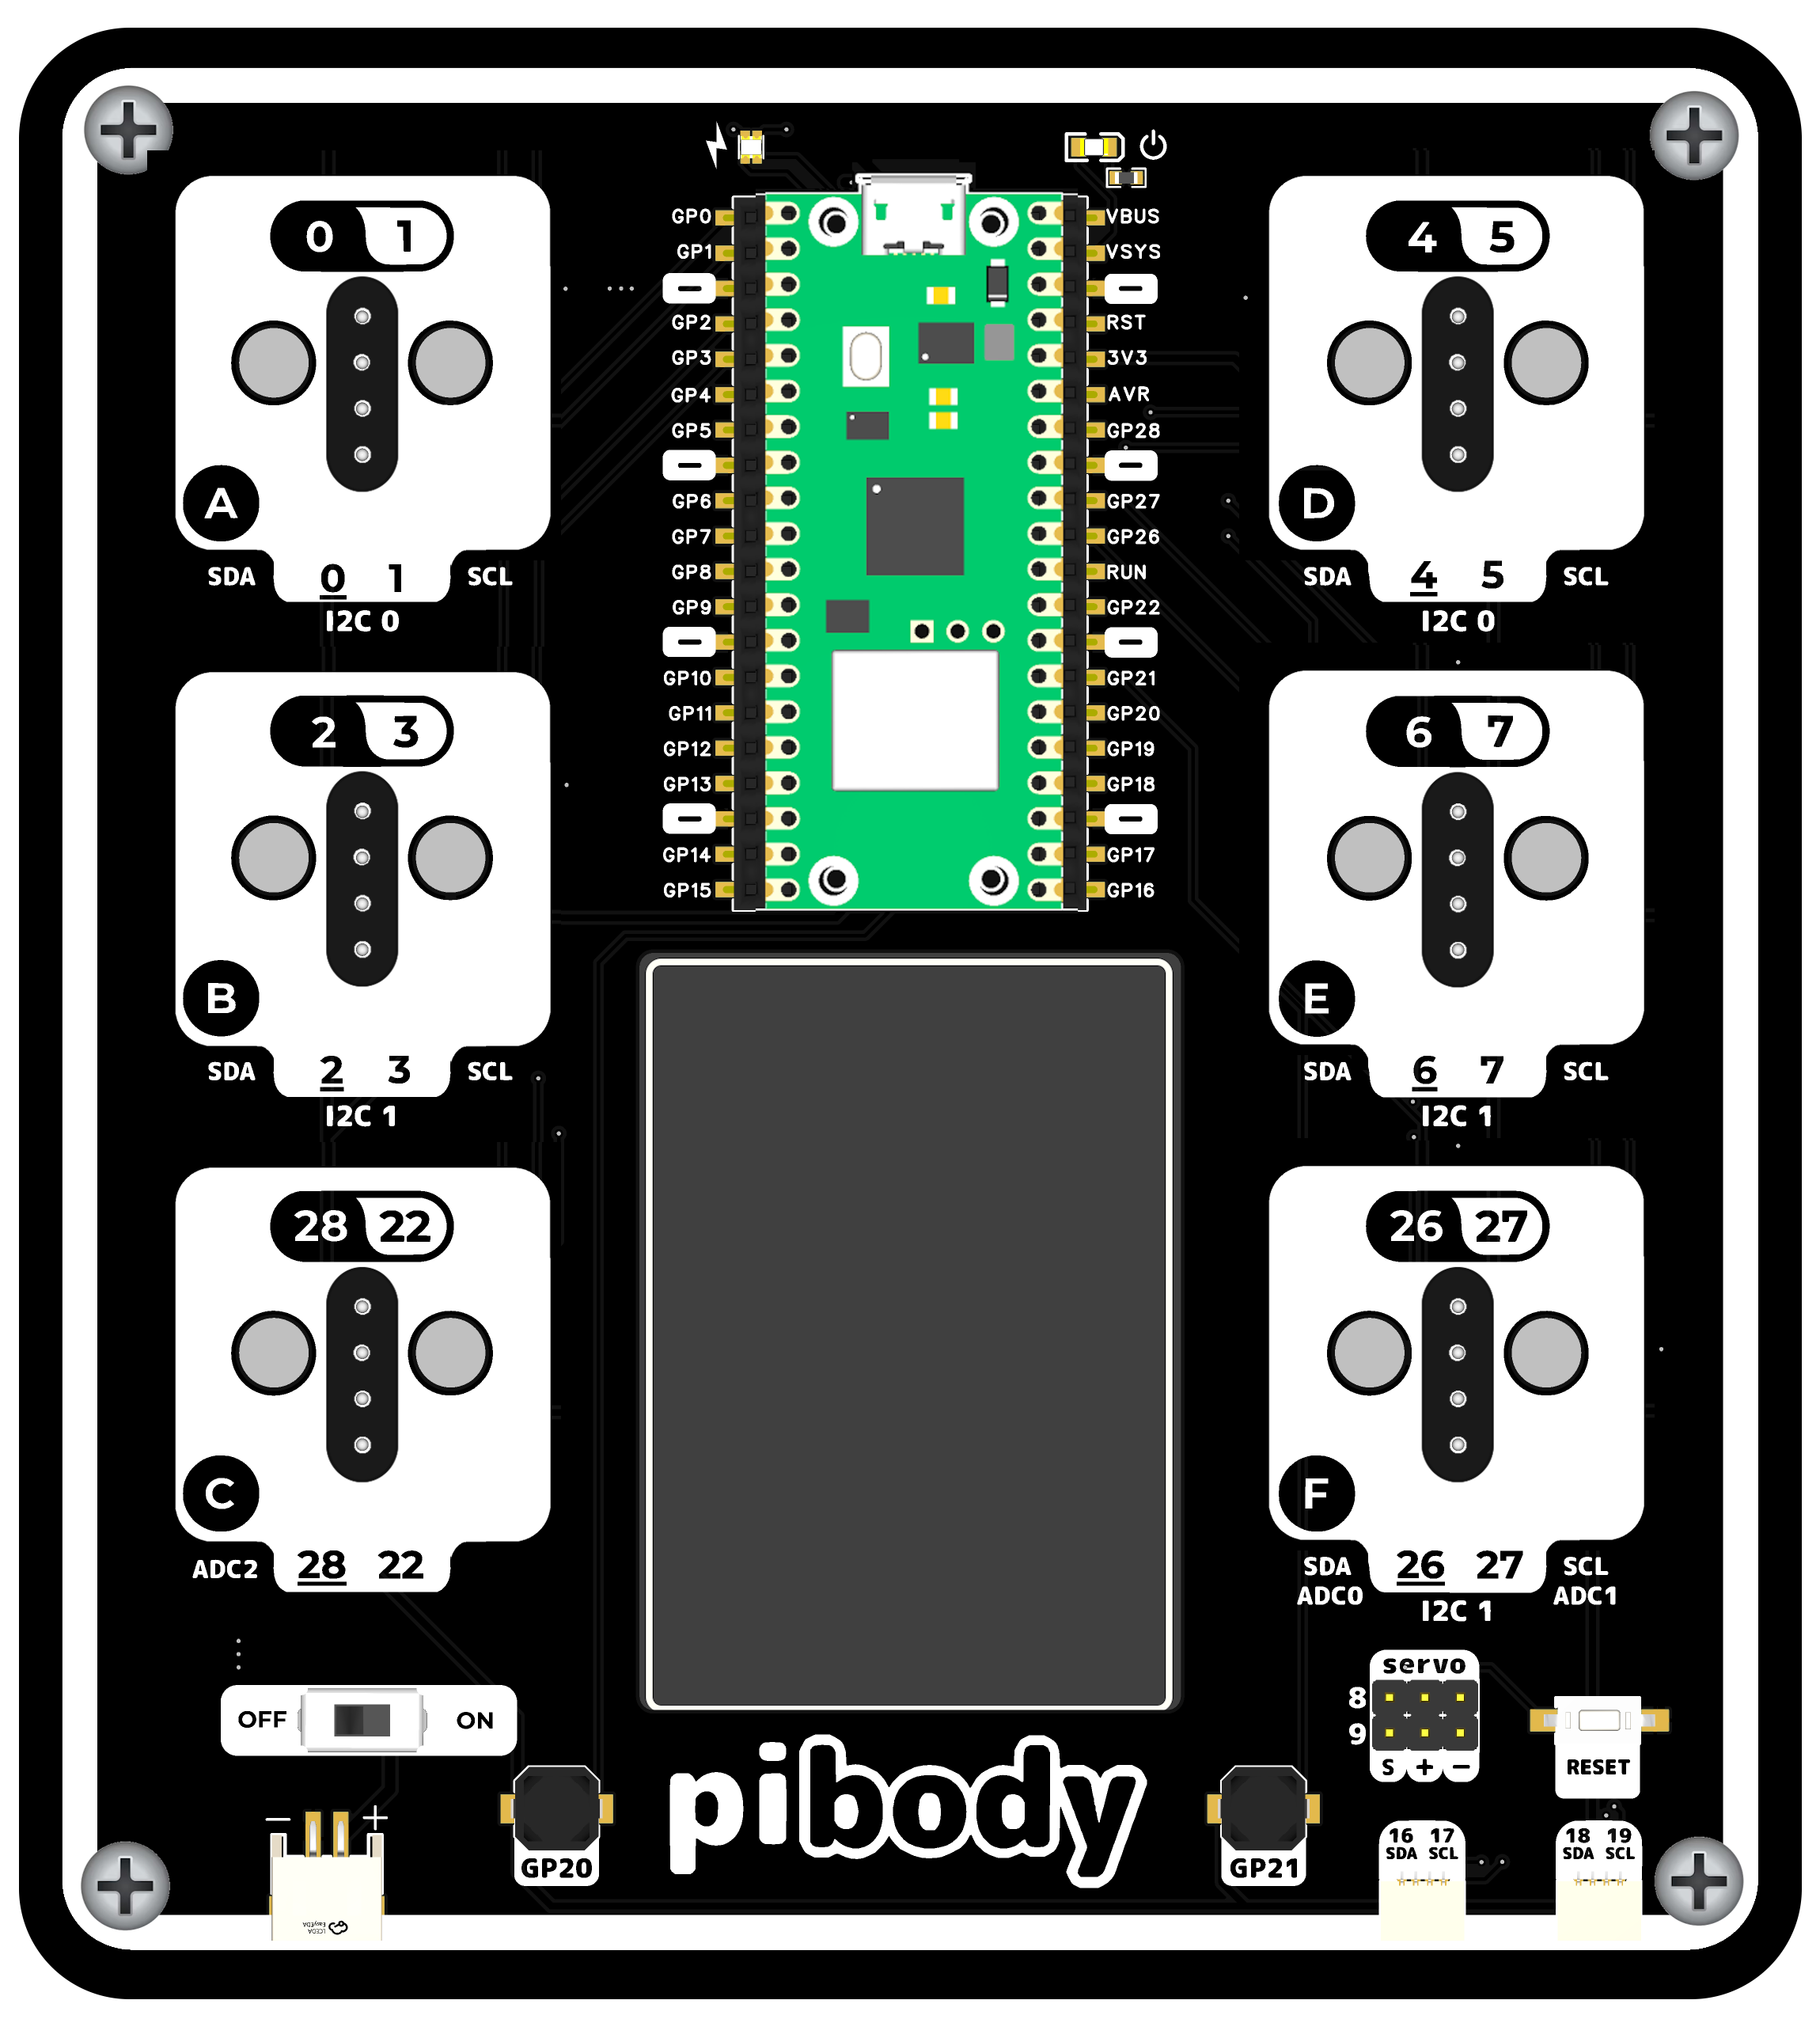 0 1
A
SDA 0 1 SCL
I2C 0
2 3
B
SDA 2 3 SCL
I2C 1
28 22
C
ADC2 28 22
OFF ON
− +
GP0
GP1
−
GP2
GP3
GP4
GP5
−
GP6
GP7
GP8
GP9
−
GP10
GP11
GP12
GP13
−
GP14
GP15
VBUS
VSYS
−
RST
3V3
AVR
GP28
−
GP27
GP26
RUN
GP22
−
GP21
GP20
GP19
GP18
−
GP17
GP16
4 5
D
SDA 4 5 SCL
I2C 0
6 7
E
SDA 6 7 SCL
I2C 1
26 27
F
SDA 26 27 SCL
ADC0 ADC1
I2C 1
servo
8
9
S + −
RESET
pibody
GP20
GP21
16 17
SDA SCL
18 19
SDA SCL
LCEDA
EasyEDA